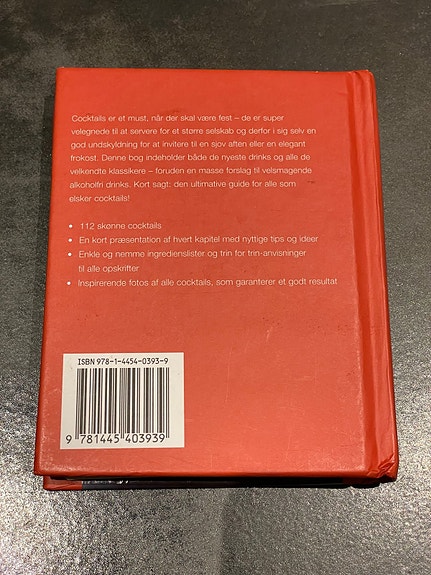 Cocktails er et must, når der skal være fest – de er super
velegnede til at servere for et større selskab og derfor i sig selv en
god undskyldning for at invitere til en sjov aften eller en elegant
frokost. Denne bog indeholder både de nyeste drinks og alle de
velkendte klassikere – foruden en masse forslag til velsmagende
alkoholfri drinks. Kort sagt: den ultimative guide for alle som
elsker cocktails!
• 112 skønne cocktails
• En kort præsentation af hvert kapitel med nyttige tips og ideer
• Enkle og nemme ingredienslister og trin for trin-anvisninger
til alle opskrifter
• Inspirerende fotos af alle cocktails, som garanterer et godt resultat
ISBN 978-1-4454-0393-9
9 781445 403939